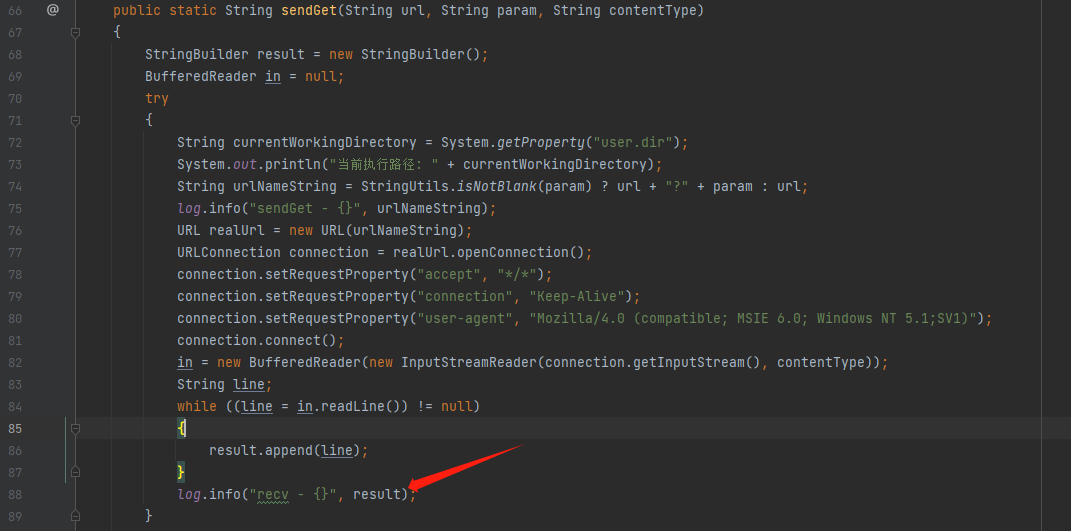 66 @ public static String sendGet(String url, String param, String contentType)
67 {
68 StringBuilder result = new StringBuilder();
69 BufferedReader in = null;
70 try
71 {
72 String currentWorkingDirectory = System.getProperty("user.dir");
73 System.out.println("当前执行路径: " + currentWorkingDirectory);
74 String urlNameString = StringUtils.isNotBlank(param) ? url + "?" + param : url;
75 log.info("sendGet - {}", urlNameString);
76 URL realUrl = new URL(urlNameString);
77 URLConnection connection = realUrl.openConnection();
78 connection.setRequestProperty("accept", "*/*");
79 connection.setRequestProperty("connection", "Keep-Alive");
80 connection.setRequestProperty("user-agent", "Mozilla/4.0 (compatible; MSIE 6.0; Windows NT 5.1;SV1)");
81 connection.connect();
82 in = new BufferedReader(new InputStreamReader(connection.getInputStream(), contentType));
83 String line;
84 while ((line = in.readLine()) != null)
85 {
86 result.append(line);
87 }
88 log.info("recv - {}", result);
89 }